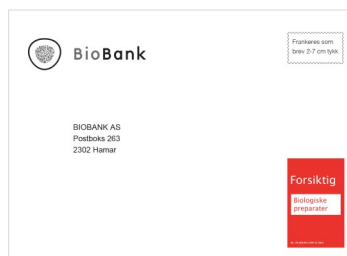 BioBank
Frankeres som
brev 2-7 cm tykk
BIOBANK AS
Postboks 263
2302 Hamar
Forsiktig
Biologiske
preparater